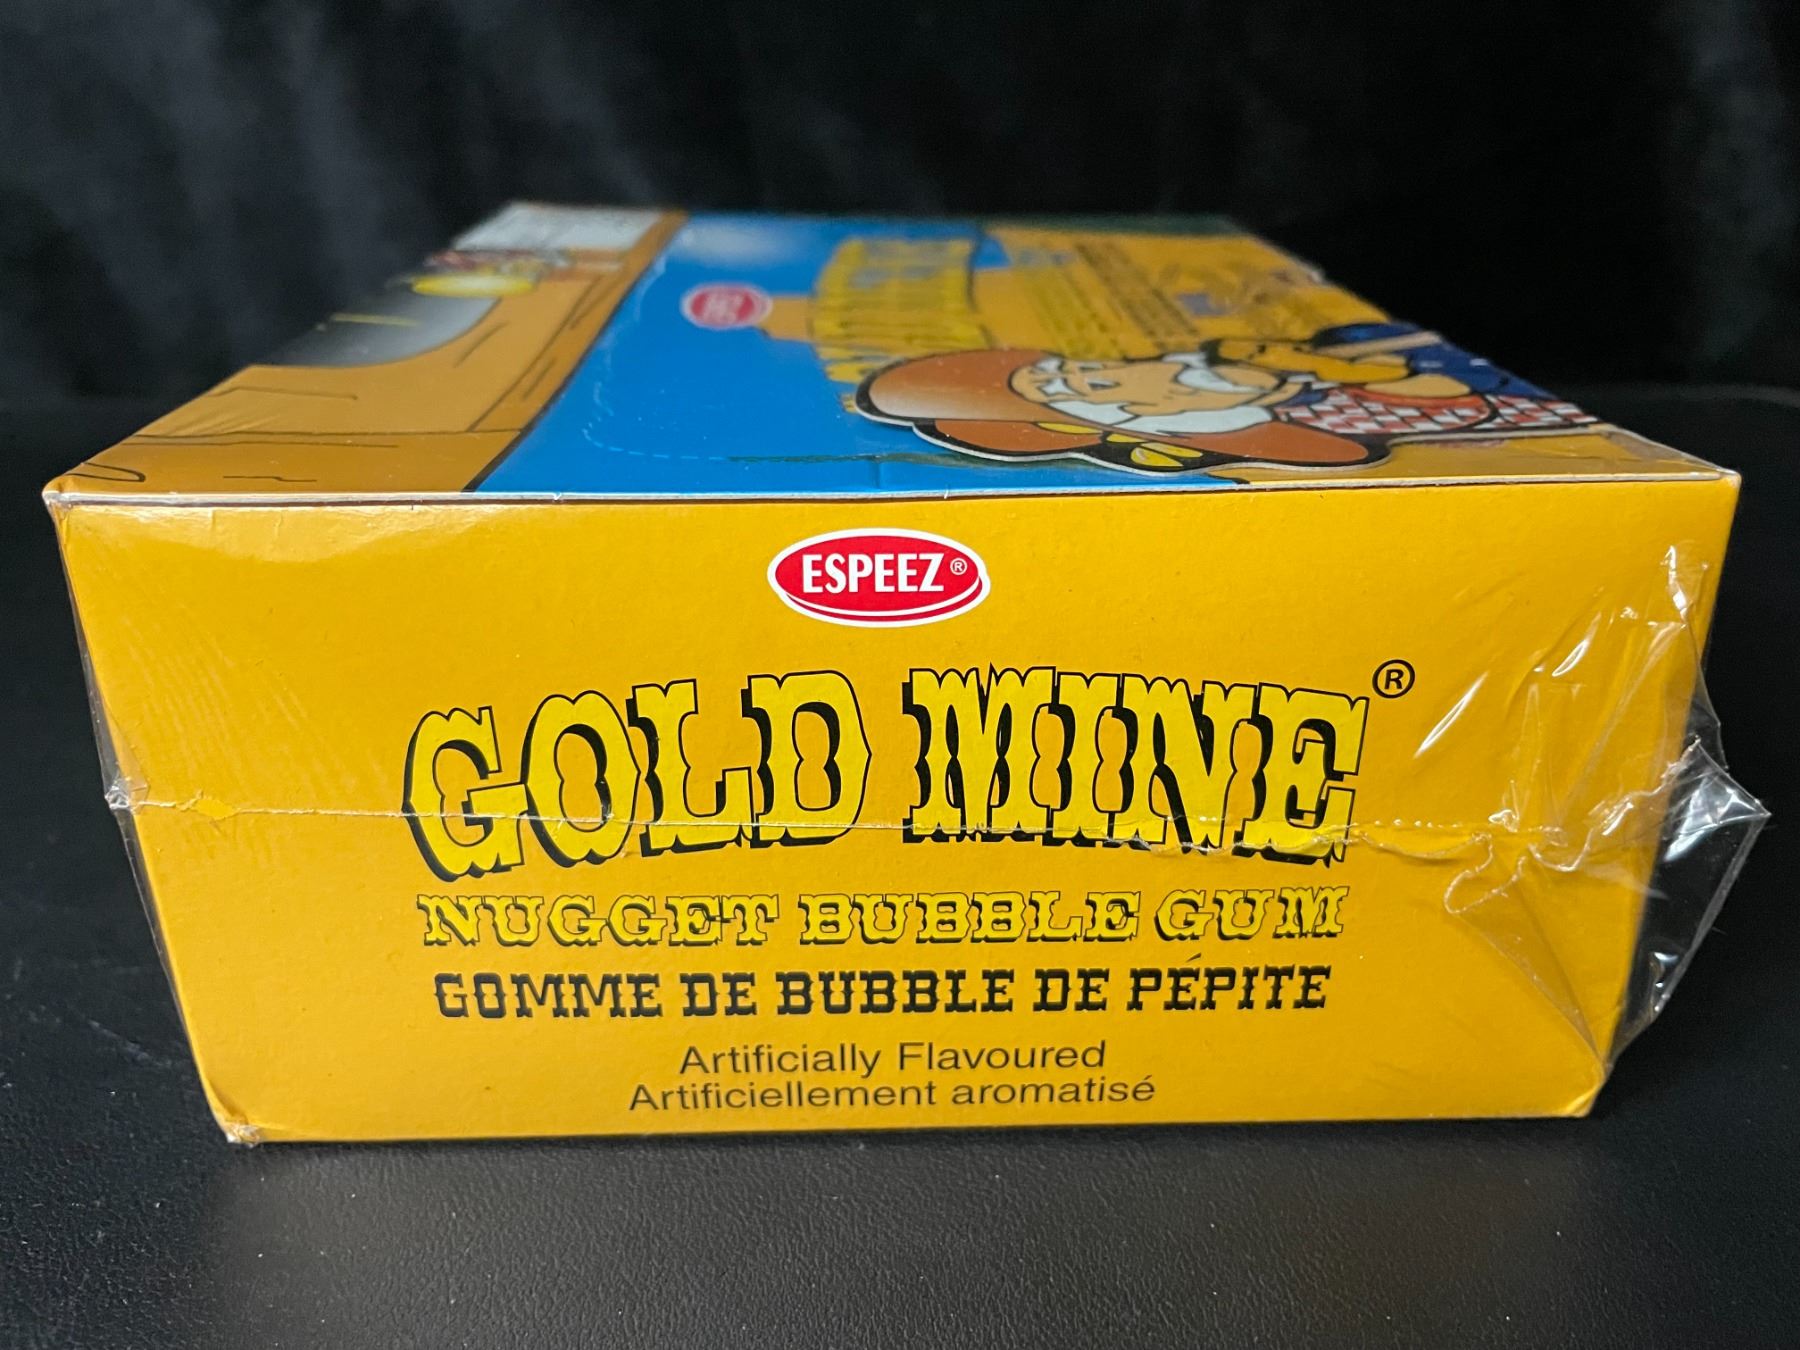 ESPEEZ®
GOLD MINE®
NUGGET BUBBLE GUM
GOMME DE BUBBLE DE PÉPITE
Artificially Flavoured
Artificiellement aromatisé